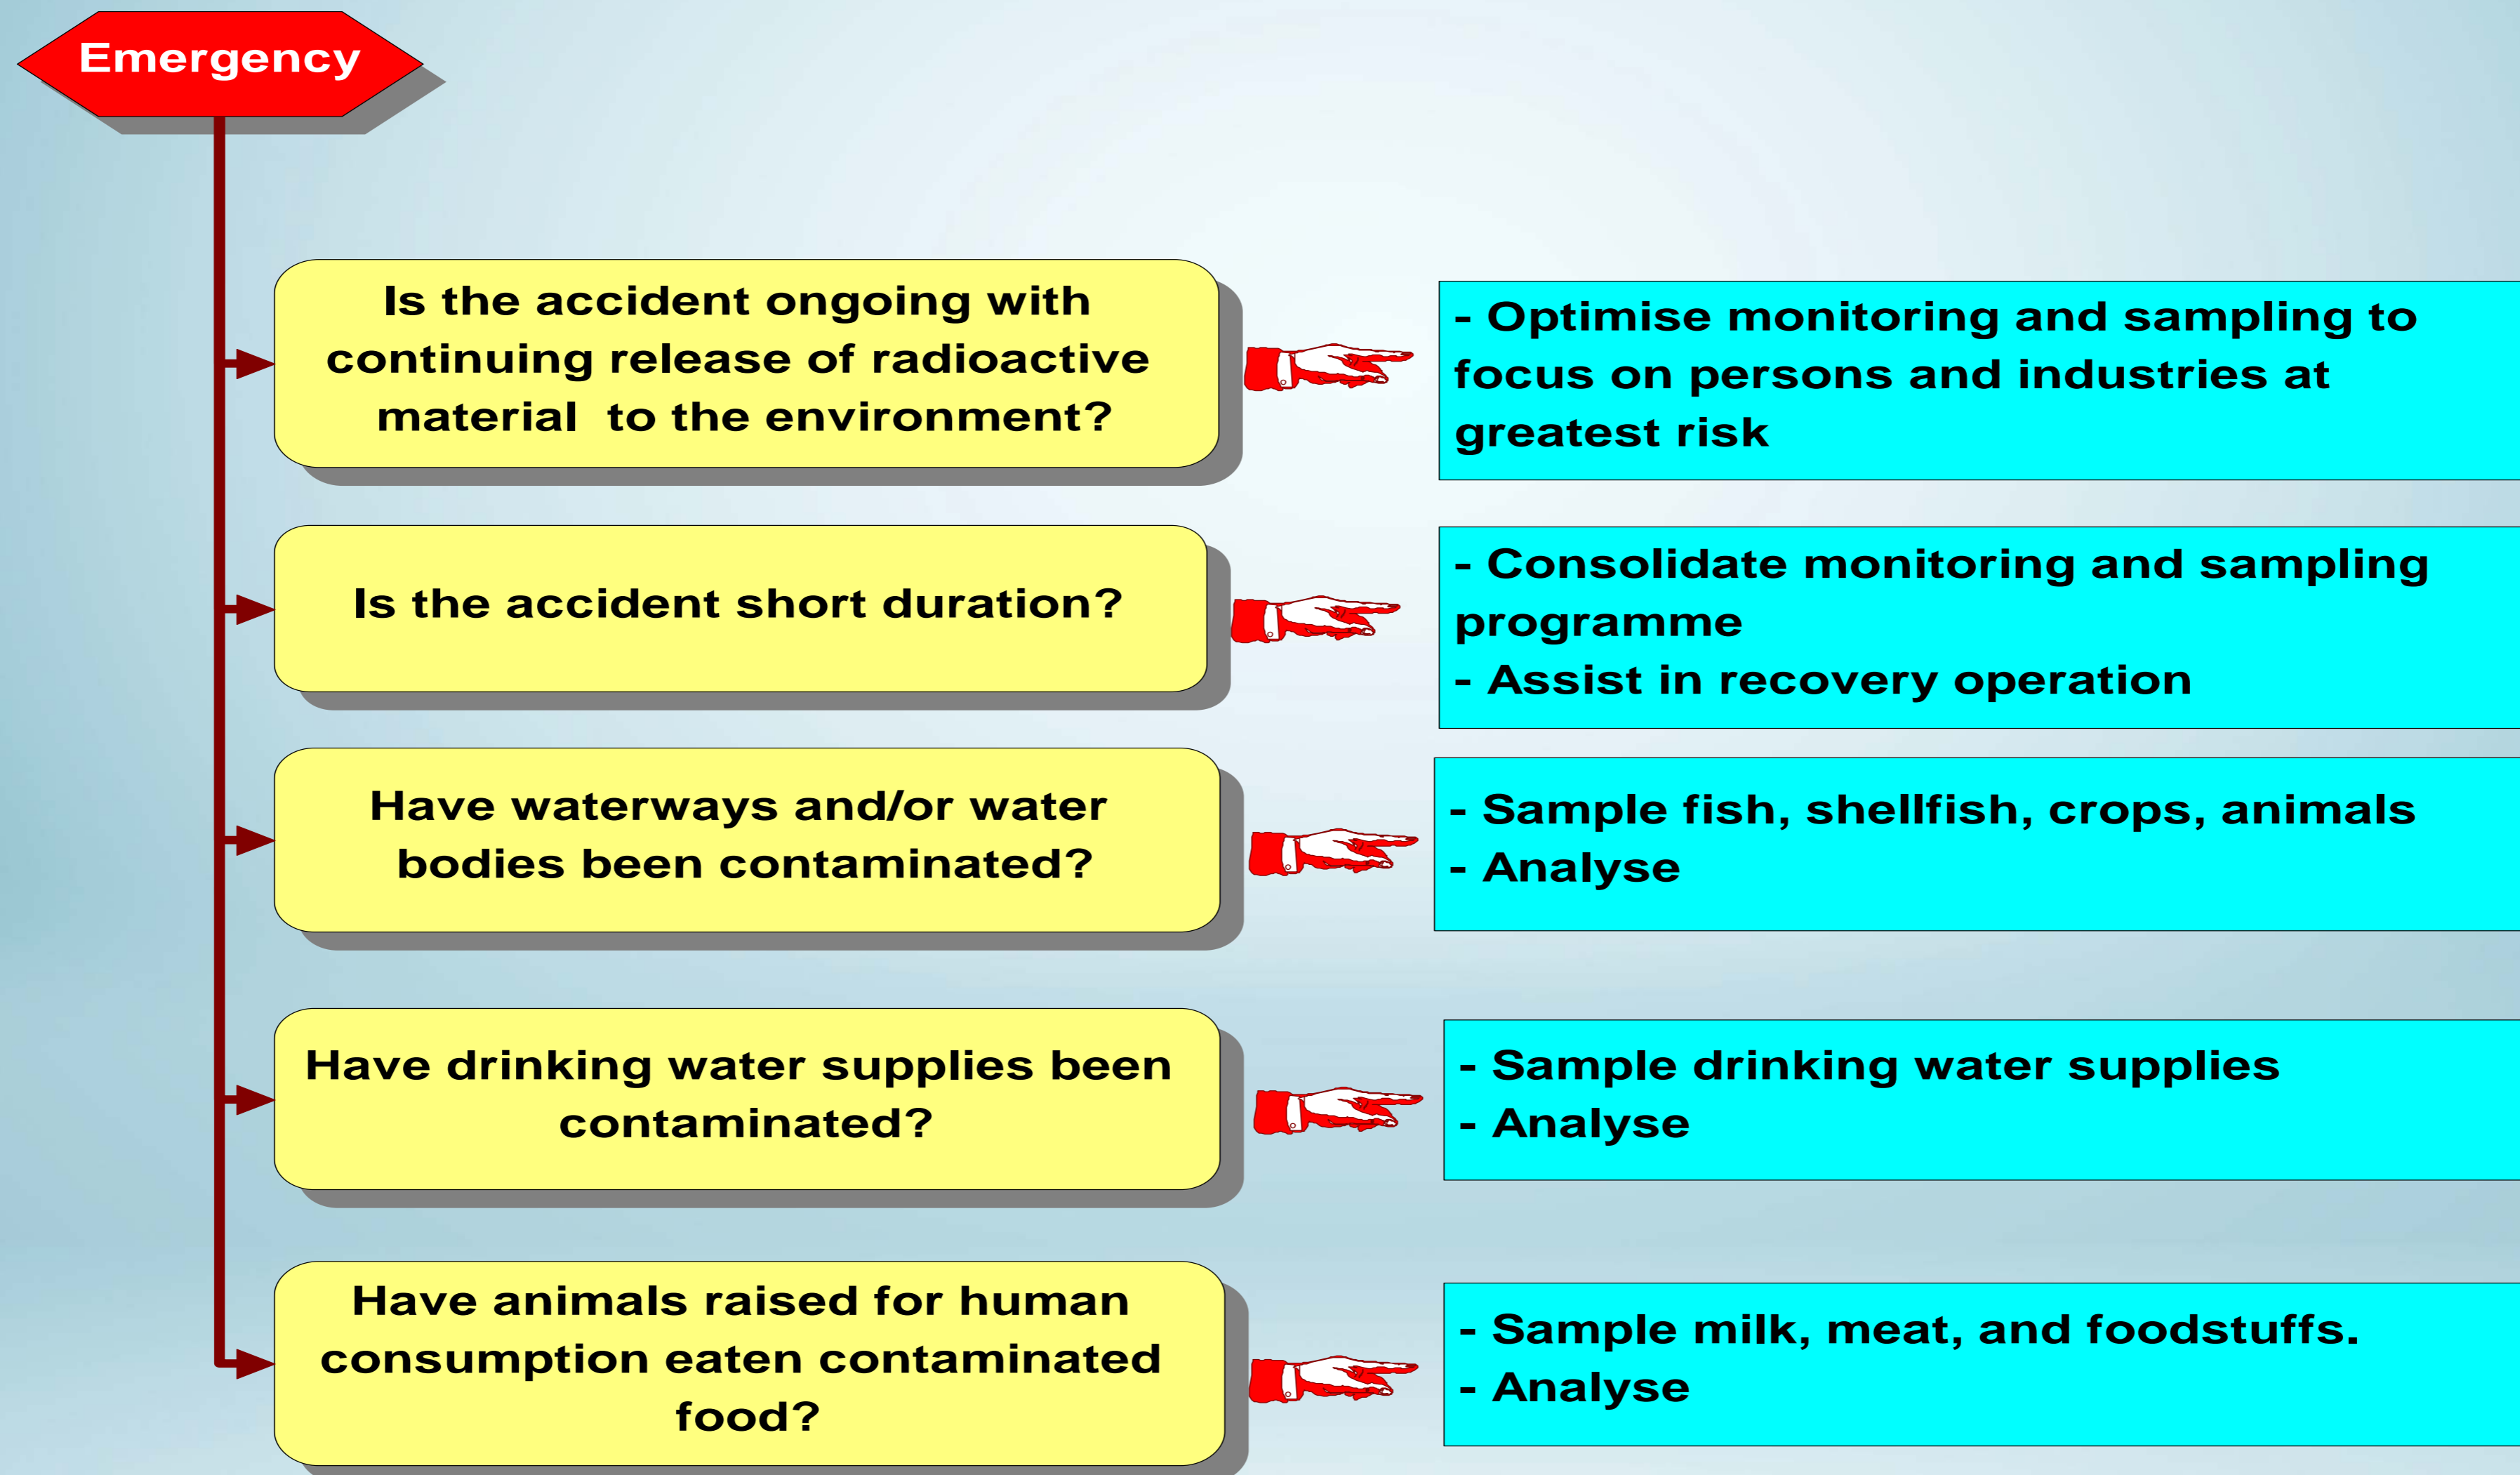 Emergency
Is the accident ongoing with
continuing release of radioactive
material  to the environment?
- Optimise monitoring and sampling to
focus on persons and industries at
greatest risk
Is the accident short duration?
- Consolidate monitoring and sampling
programme
- Assist in recovery operation
Have waterways and/or water
bodies been contaminated?
- Sample fish, shellfish, crops, animals
- Analyse
Have drinking water supplies been
contaminated?
- Sample drinking water supplies
- Analyse
Have animals raised for human
consumption eaten contaminated
food?
- Sample milk, meat, and foodstuffs.
- Analyse